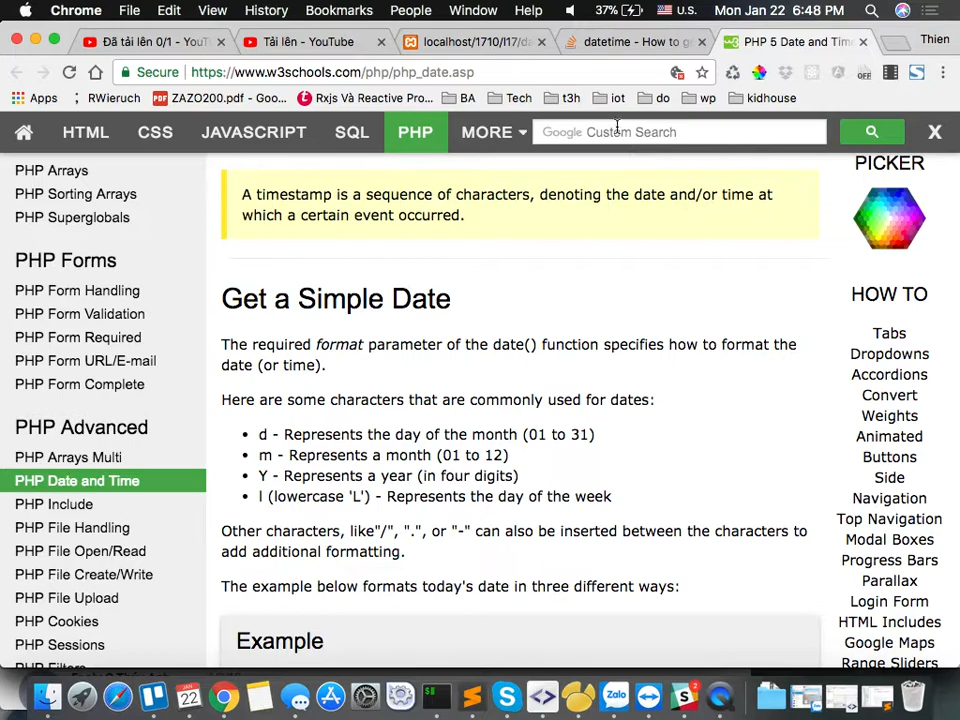 Chrome File Edit View History Bookmarks People Window Help 37% U.S. Mon Jan 22 6:48 PM
Đã tải lên 0/1 - YouT
Tải lên - YouTube
localhost/1710/l17/da
datetime - How to ge
PHP 5 Date and Time
Thien
Secure https://www.w3schools.com/php/php_date.asp
OFF
Apps RWieruch PDF ZAZO200.pdf - Goo... Rxjs Và Reactive Pro... BA Tech t3h iot do wp kidhouse
HTML CSS JAVASCRIPT SQL PHP MORE Google Custom Search X
PHP Arrays
PHP Sorting Arrays
PHP Superglobals
PHP Forms
PHP Form Handling
PHP Form Validation
PHP Form Required
PHP Form URL/E-mail
PHP Form Complete
PHP Advanced
PHP Arrays Multi
PHP Date and Time
PHP Include
PHP File Handling
PHP File Open/Read
PHP File Create/Write
PHP File Upload
PHP Cookies
PHP Sessions
PHP Filters
A timestamp is a sequence of characters, denoting the date and/or time at
which a certain event occurred.
Get a Simple Date
The required format parameter of the date() function specifies how to format the
date (or time).
Here are some characters that are commonly used for dates:
• d - Represents the day of the month (01 to 31)
• m - Represents a month (01 to 12)
• Y - Represents a year (in four digits)
• l (lowercase 'L') - Represents the day of the week
Other characters, like"/", ".", or "-" can also be inserted between the characters to
add additional formatting.
The example below formats today's date in three different ways:
Example
PICKER
HOW TO
Tabs
Dropdowns
Accordions
Convert
Weights
Animated
Buttons
Side
Navigation
Top Navigation
Modal Boxes
Progress Bars
Parallax
Login Form
HTML Includes
Google Maps
Range Sliders
22
Zalo
2